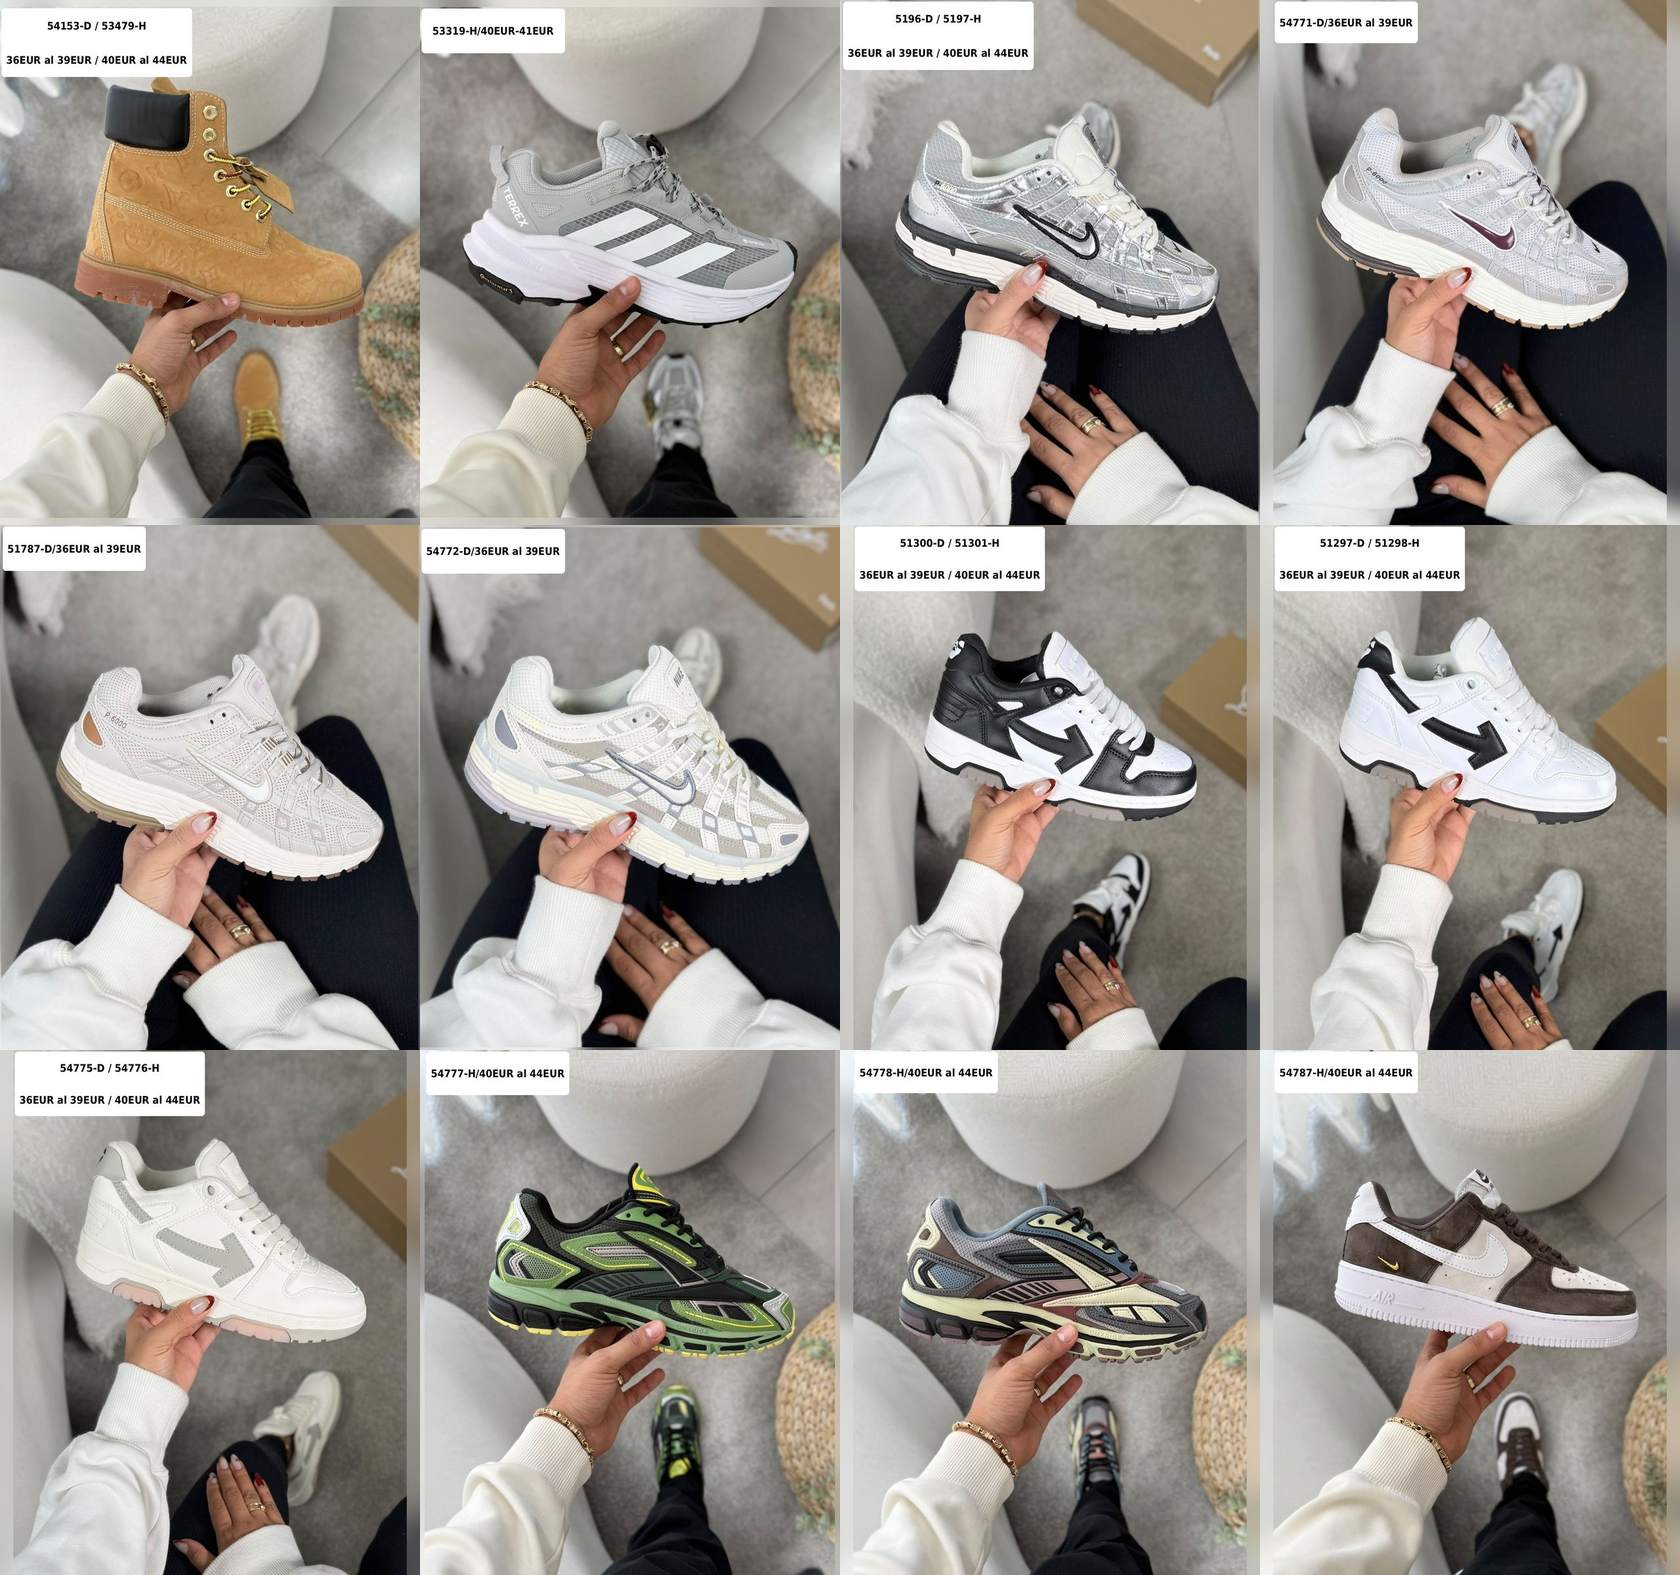 54153-D / 53479-H
36EUR al 39EUR / 40EUR al 44EUR
53319-H/40EUR-41EUR
TERREX
5196-D / 5197-H
36EUR al 39EUR / 40EUR al 44EUR
54771-D/36EUR al 39EUR
P-6000
51787-D/36EUR al 39EUR
P-6000
54772-D/36EUR al 39EUR
NIKE
51300-D / 51301-H
36EUR al 39EUR / 40EUR al 44EUR
51297-D / 51298-H
36EUR al 39EUR / 40EUR al 44EUR
54775-D / 54776-H
36EUR al 39EUR / 40EUR al 44EUR
54777-H/40EUR al 44EUR
54778-H/40EUR al 44EUR
54787-H/40EUR al 44EUR
AIR